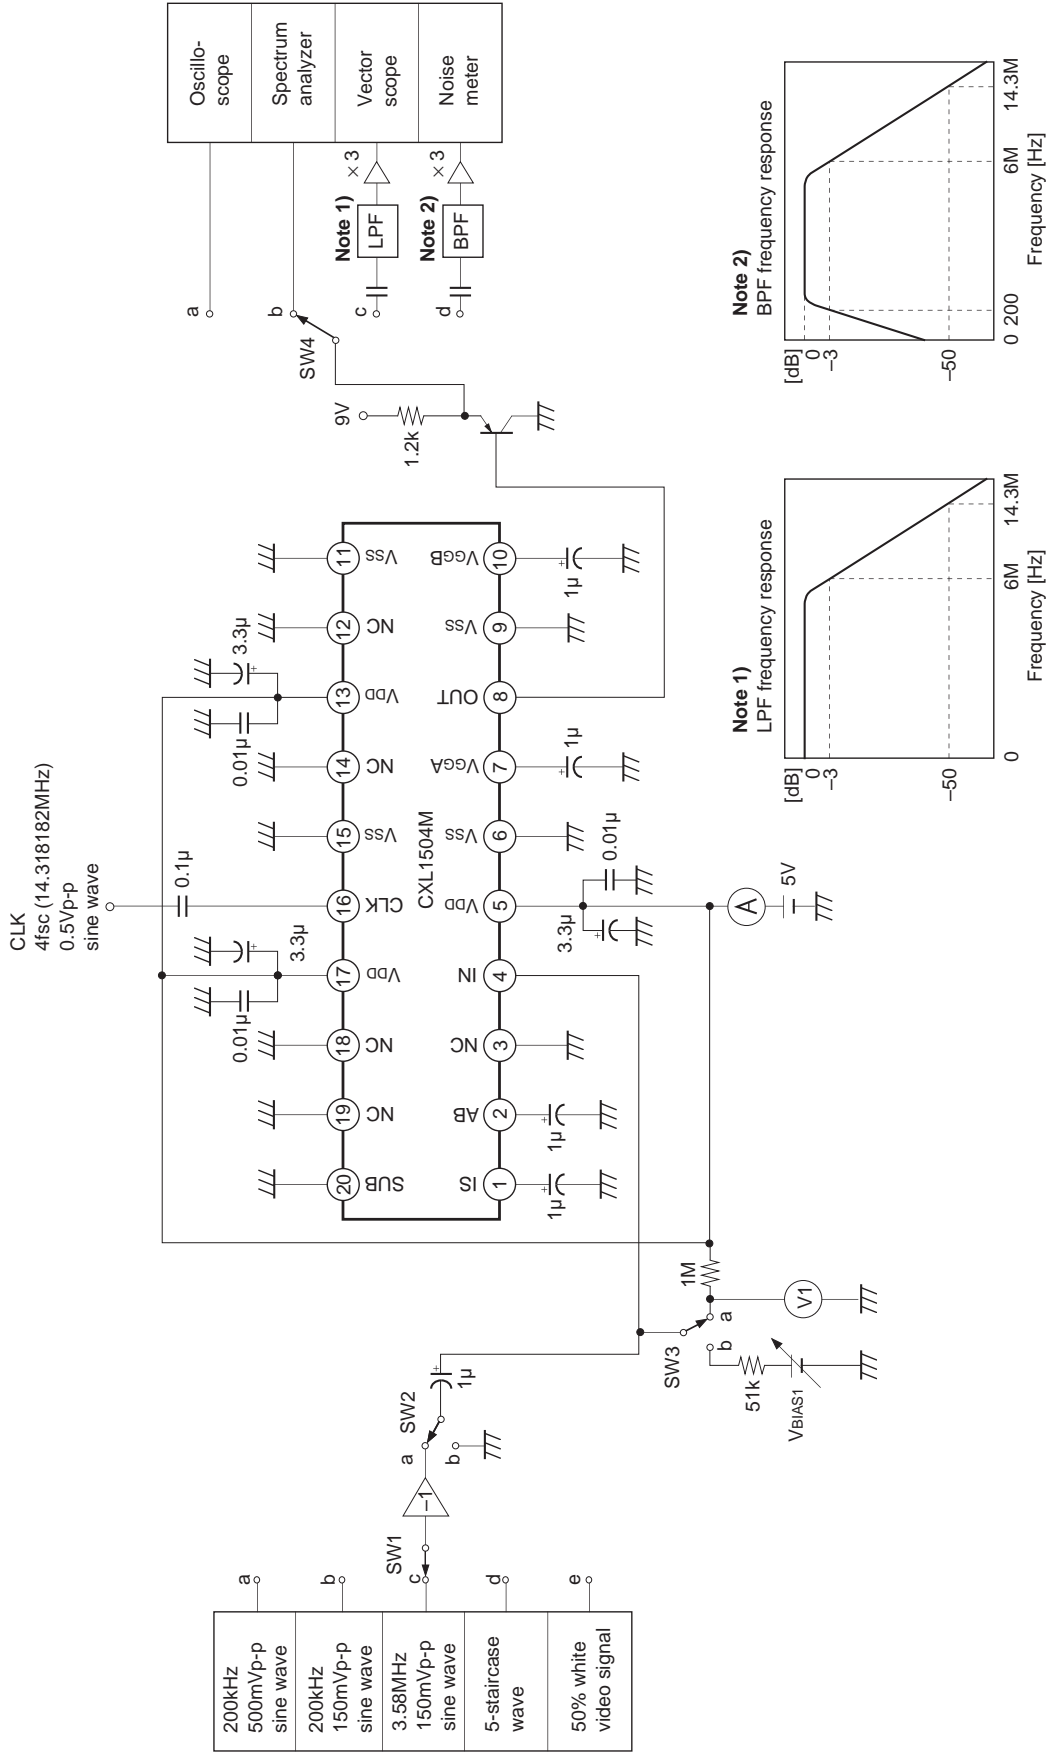 CLK
4fsc (14.318182MHz)
0.5Vp-p
sine wave
0.1µ
0.01µ
3.3µ
0.01µ
3.3µ
20
19
18
17
16
15
14
13
12
11
SUB
NC
NC
VDD
CLK
VSS
NC
VDD
NC
VSS
CXL1504M
IS
AB
NC
IN
VDD
VSS
VGGA
OUT
VSS
VGGB
1
2
3
4
5
6
7
8
9
10
1µ
1µ
3.3µ
0.01µ
1µ
1µ
A
5V
200kHz
500mVp-p
sine wave
200kHz
150mVp-p
sine wave
3.58MHz
150mVp-p
sine wave
5-staircase
wave
50% white
video signal
a
b
c
d
e
SW1
–1
a
b
SW2
1µ
SW3
a
b
1M
V1
51k
VBIAS1
9V
1.2k
SW4
a
b
c
d
Note 1)
LPF
× 3
Note 2)
BPF
× 3
Oscillo-
scope
Spectrum
analyzer
Vector
scope
Noise
meter
Note 1)
LPF frequency response
[dB]
0
–3
–50
0
6M
14.3M
Frequency [Hz]
Note 2)
BPF frequency response
[dB]
0
–3
–50
0
200
6M
14.3M
Frequency [Hz]